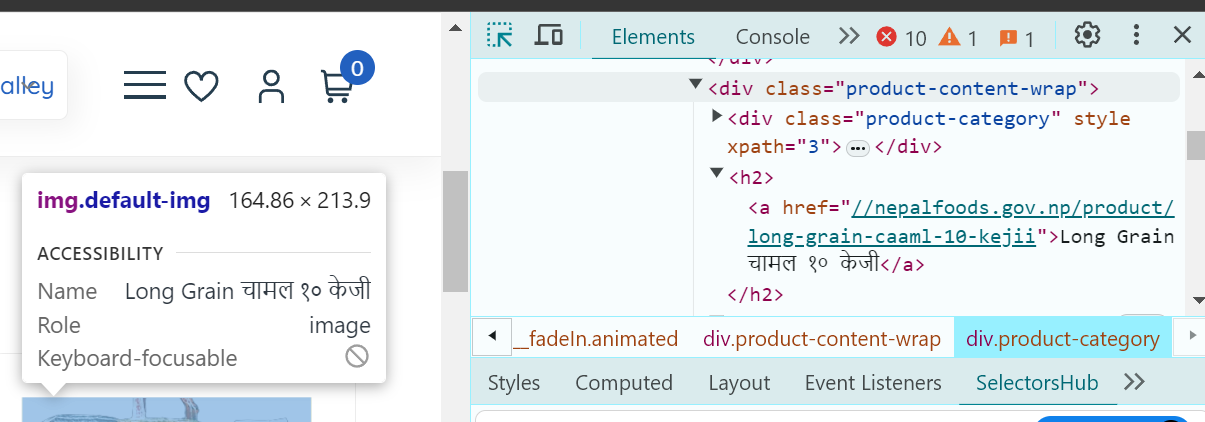 alley
0
img.default-img 164.86 × 213.9
ACCESSIBILITY
Name Long Grain चामल १० केजी
Role image
Keyboard-focusable
Elements Console 10 1 1
</div>
<div class="product-content-wrap">
<div class="product-category" style
xpath="3"> ••• </div>
<h2>
<a href="//nepalfoods.gov.np/product/
long-grain-caaml-10-kejii">Long Grain
चामल १० केजी</a>
</h2>
__fadeIn.animated div.product-content-wrap div.product-category
Styles Computed Layout Event Listeners SelectorsHub